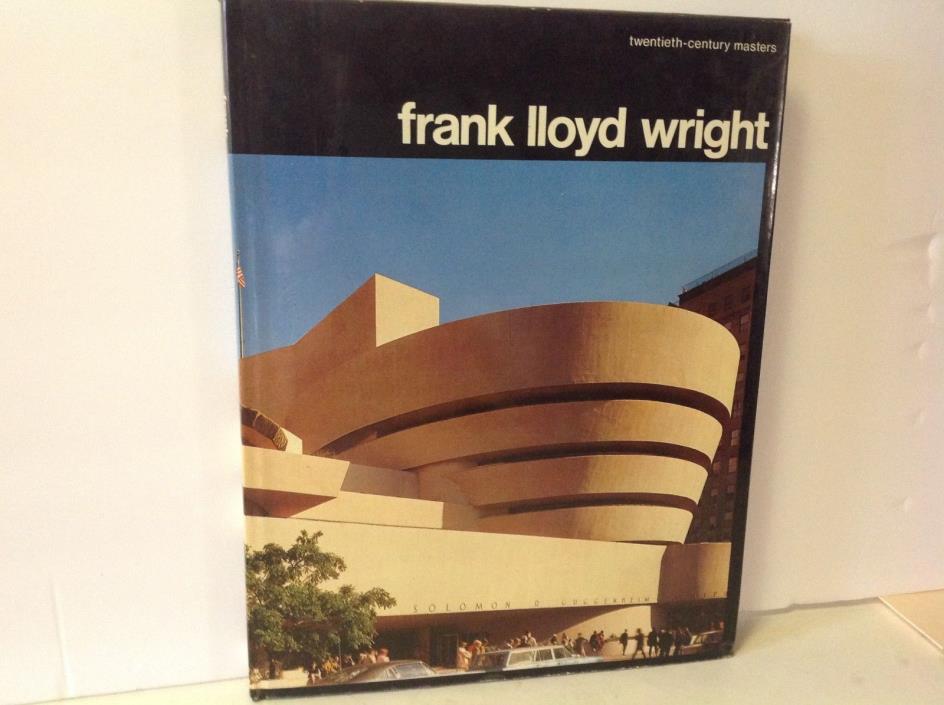 twentieth-century masters
frank lloyd wright
SOLOMON R GUGGENHEIM